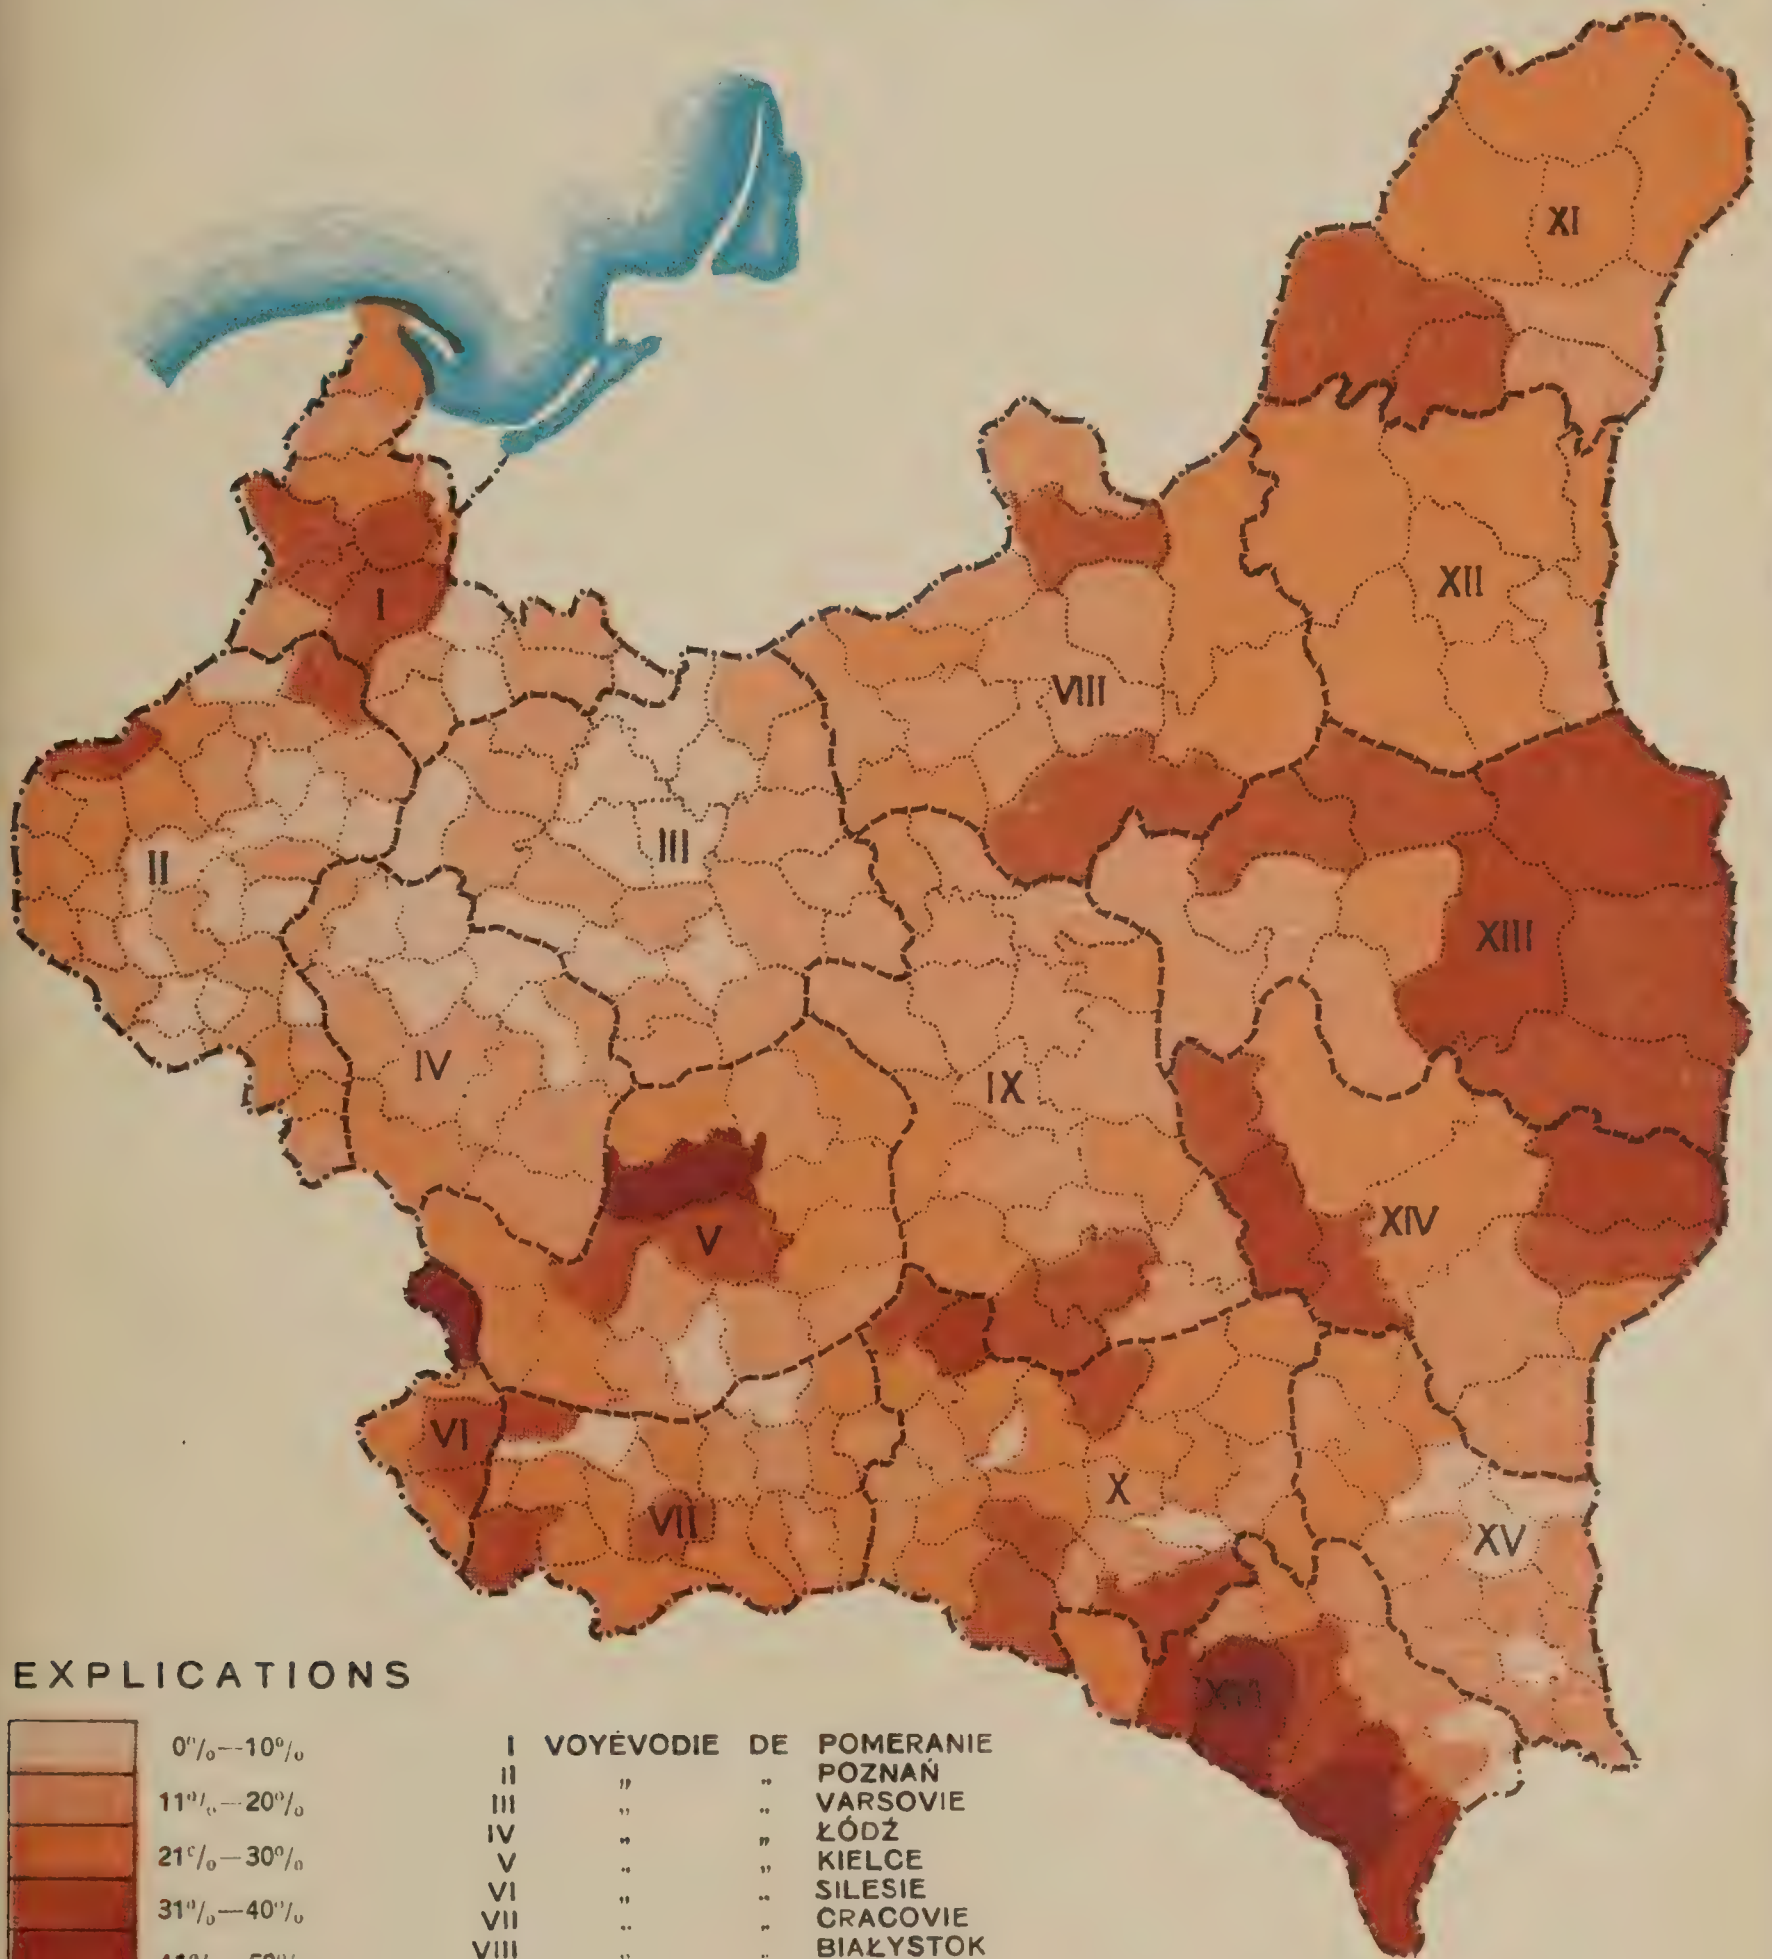 XI
XII
I
VIII
II
III
XIII
IV
IX
XIV
V
VI
X
VII
XV
XVI
EXPLICATIONS
0%—10%
11%—20%
21%—30%
31%—40%
I VOYÉVODIE DE POMERANIE
II „ „ POZNAŃ
III „ „ VARSOVIE
IV „ „ ŁÓDŹ
V „ „ KIELCE
VI „ „ SILESIE
VII „ „ CRACOVIE
VIII „ „ BIAŁYSTOK